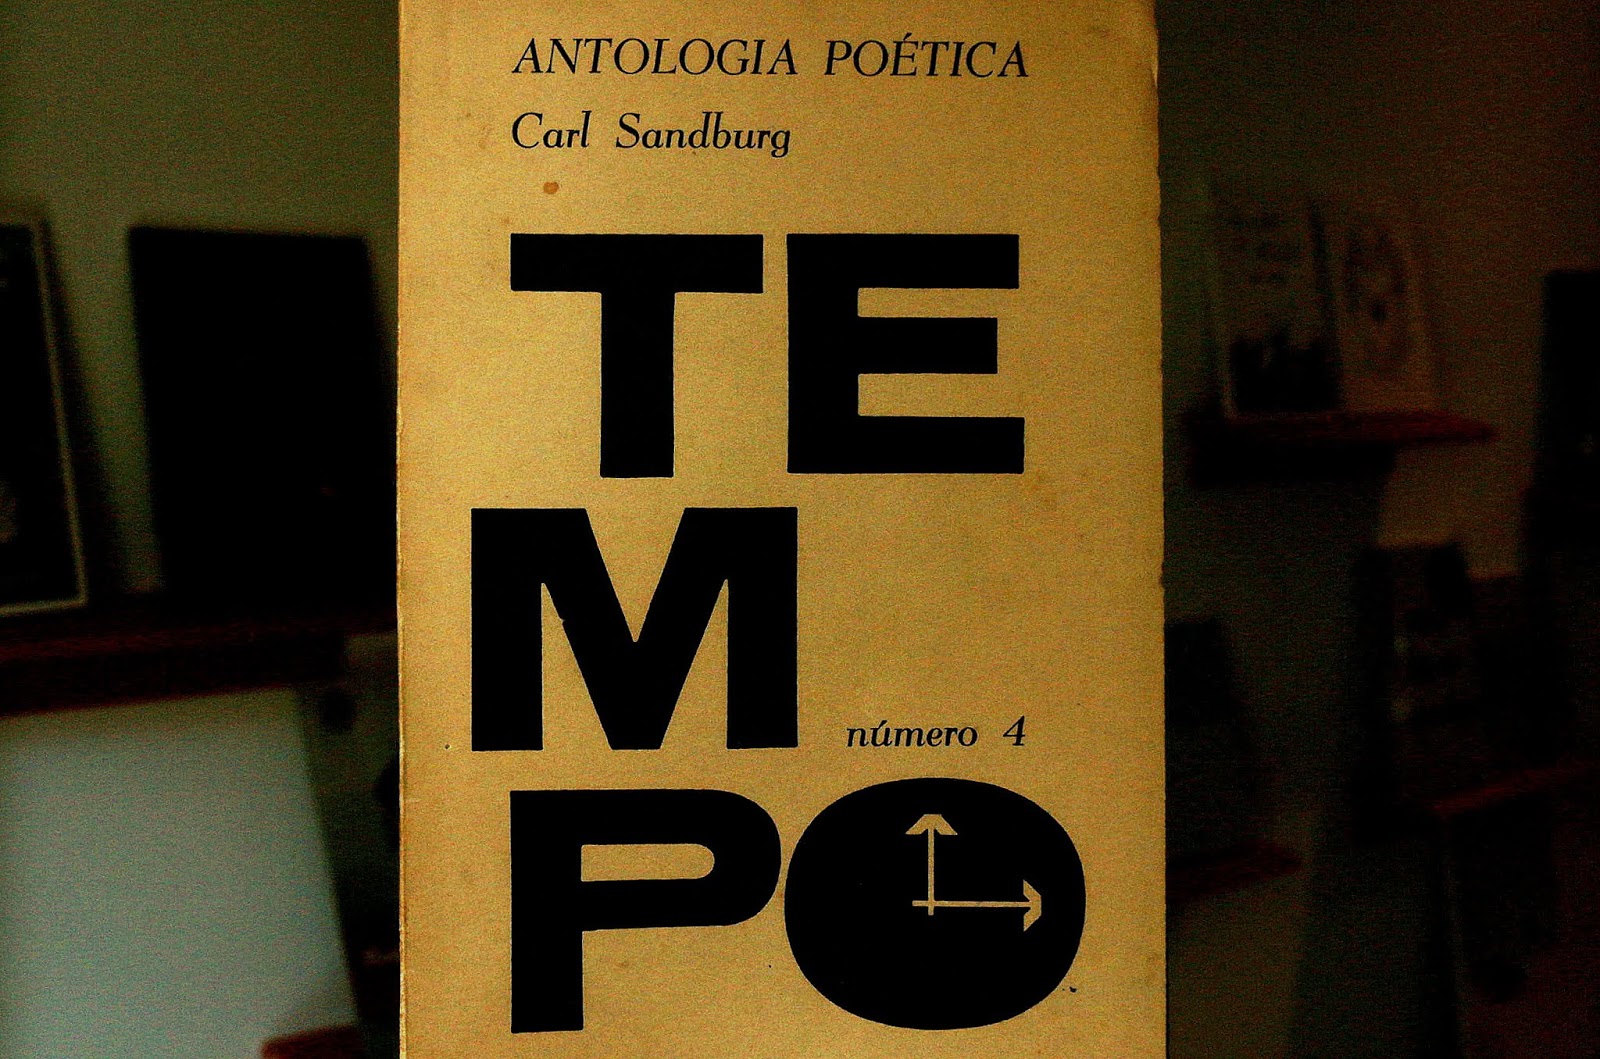 ANTOLOGIA POÉTICA
Carl Sandburg
TE
M
número 4
PO